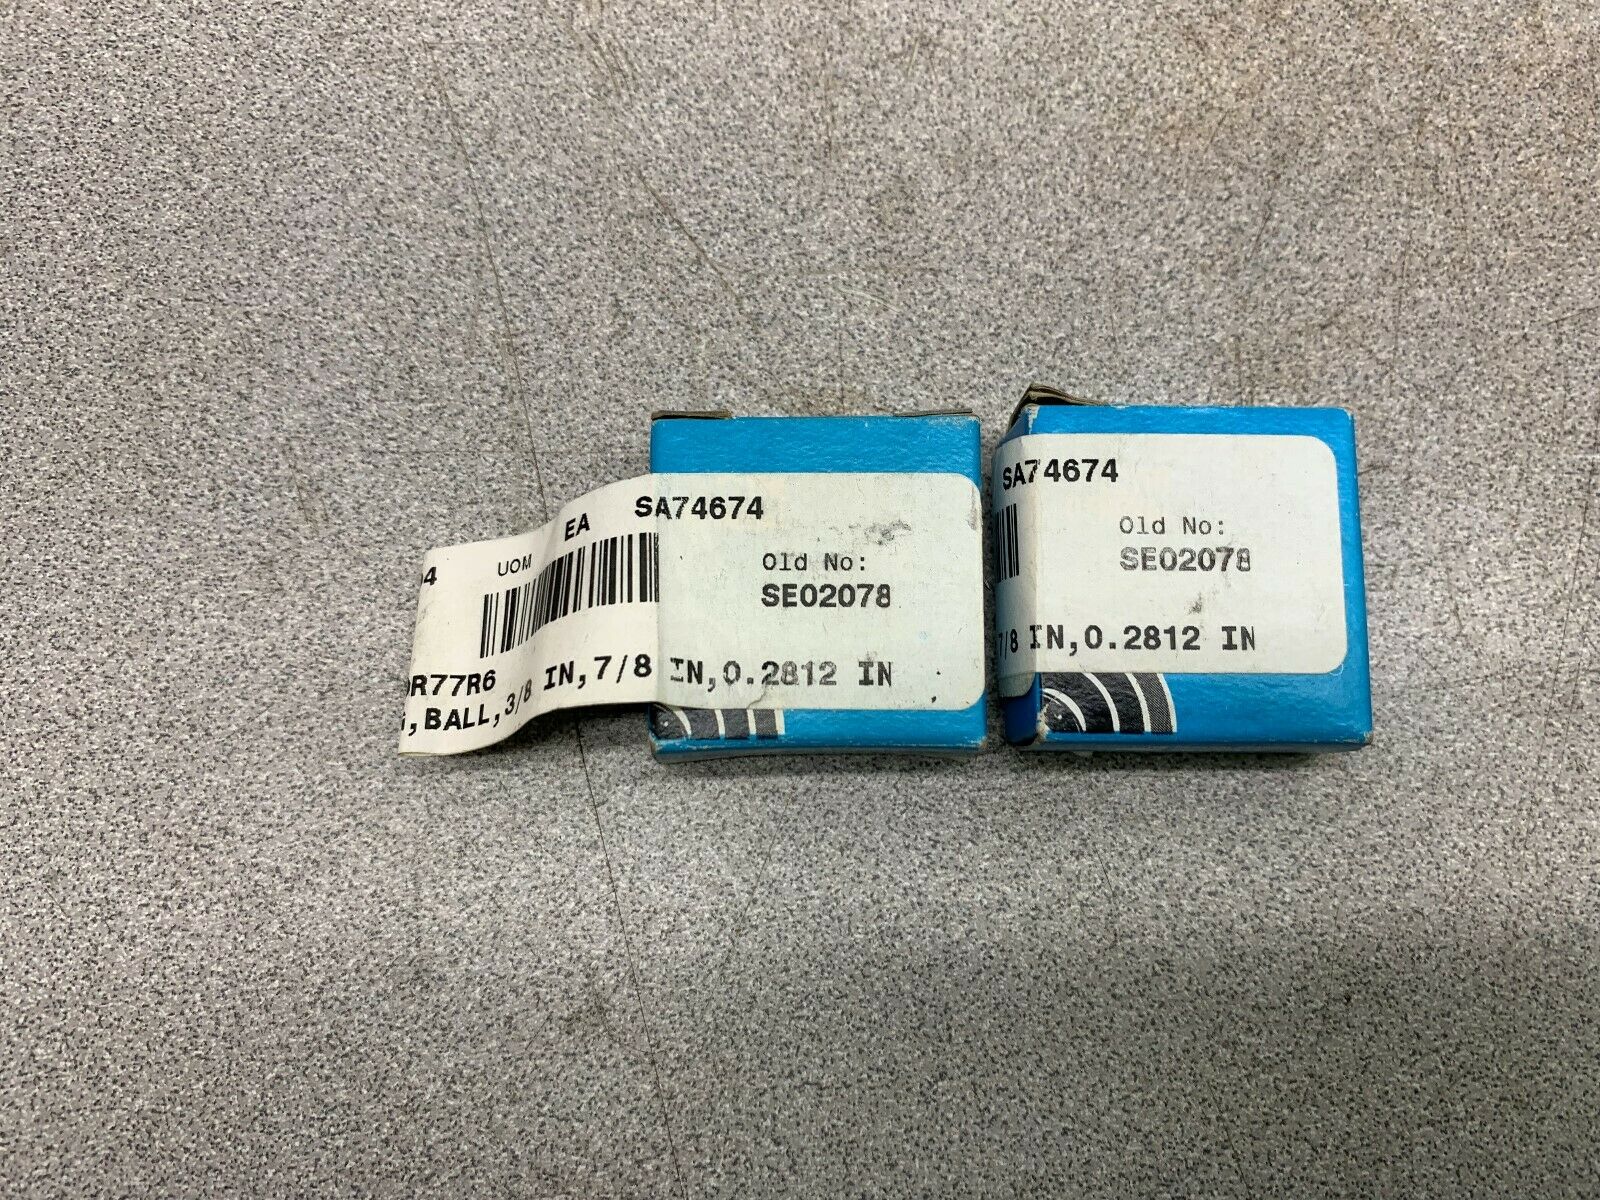 EA SA74674
04 UOM
Old No:
SE02078
R77R6
, BALL, 3/8 IN, 7/8 IN, 0.2812 IN
SA74674
Old No:
SE02078
7/8 IN, 0.2812 IN